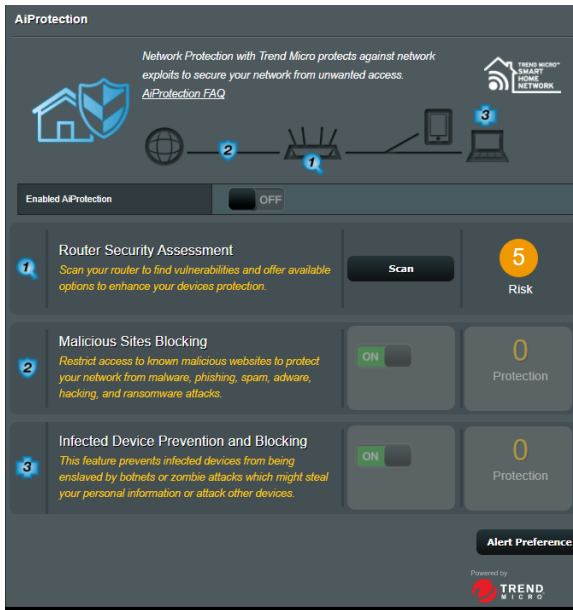 AiProtection
Network Protection with Trend Micro protects against network
exploits to secure your network from unwanted access.
AiProtection FAQ
TREND MICRO™
SMART
HOME
NETWORK
3
2
1
Enabled AiProtection
OFF
1
Router Security Assessment
Scan your router to find vulnerabilities and offer available
options to enhance your devices protection.
Scan
5
Risk
2
Malicious Sites Blocking
Restrict access to known malicious websites to protect
your network from malware, phishing, spam, adware,
hacking, and ransomware attacks.
ON
0
Protection
3
Infected Device Prevention and Blocking
This feature prevents infected devices from being
enslaved by botnets or zombie attacks which might steal
your personal information or attack other devices.
ON
0
Protection
Alert Preference
Powered by
TREND
MICRO